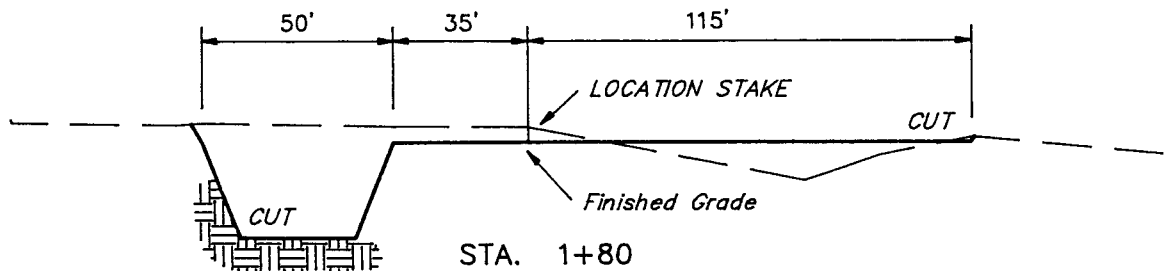 50' 35' 115'
LOCATION STAKE
CUT
Finished Grade
CUT
STA. 1+80